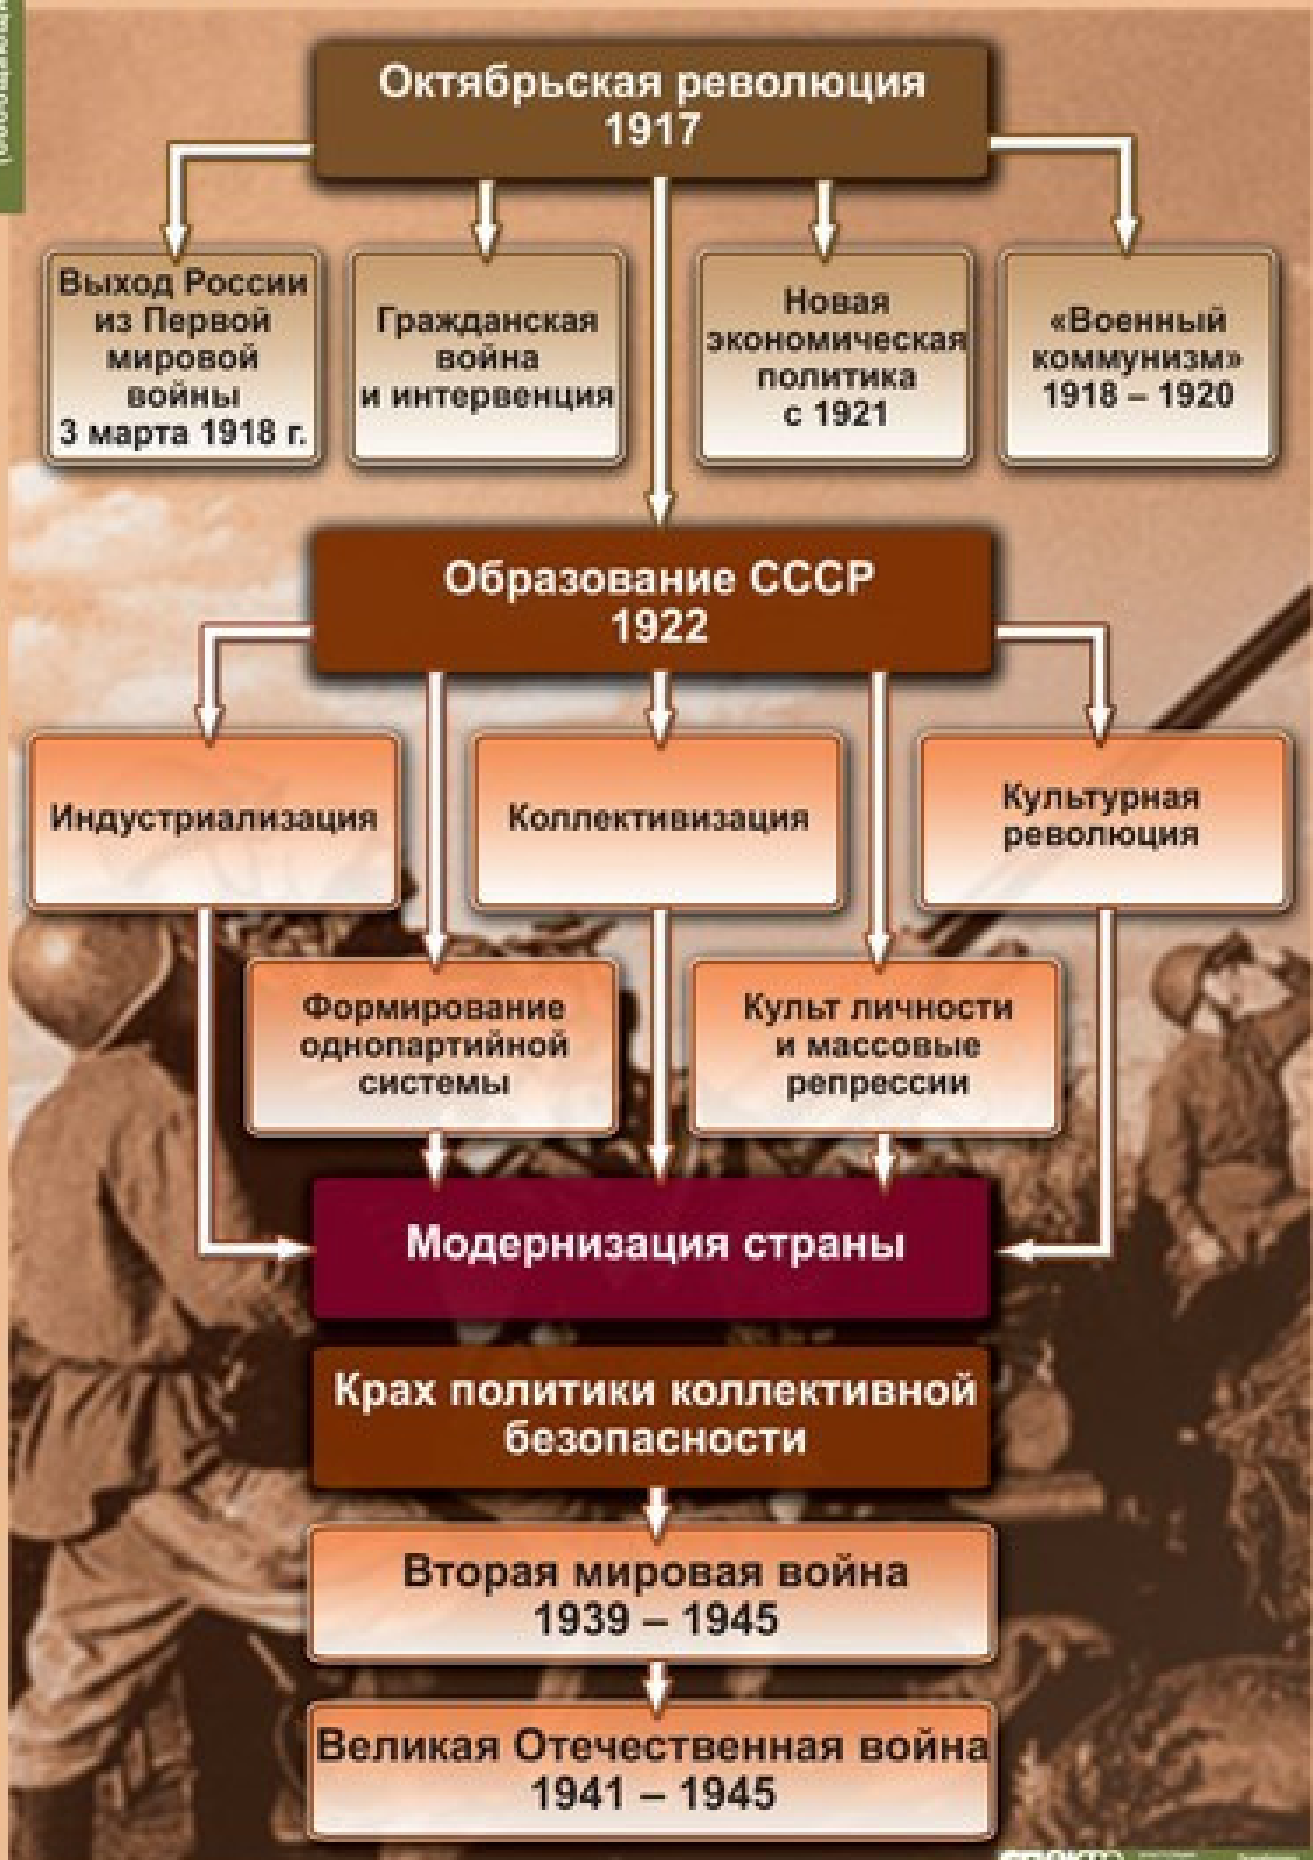 Октябрьская революция
1917
Выход России
из Первой
мировой
войны
3 марта 1918 г.
Гражданская
война
и интервенция
Новая
экономическая
политика
с 1921
«Военный
коммунизм»
1918 – 1920
Образование СССР
1922
Индустриализация
Коллективизация
Культурная
революция
Формирование
однопартийной
системы
Культ личности
и массовые
репрессии
Модернизация страны
Крах политики коллективной
безопасности
Вторая мировая война
1939 – 1945
Великая Отечественная война
1941 – 1945